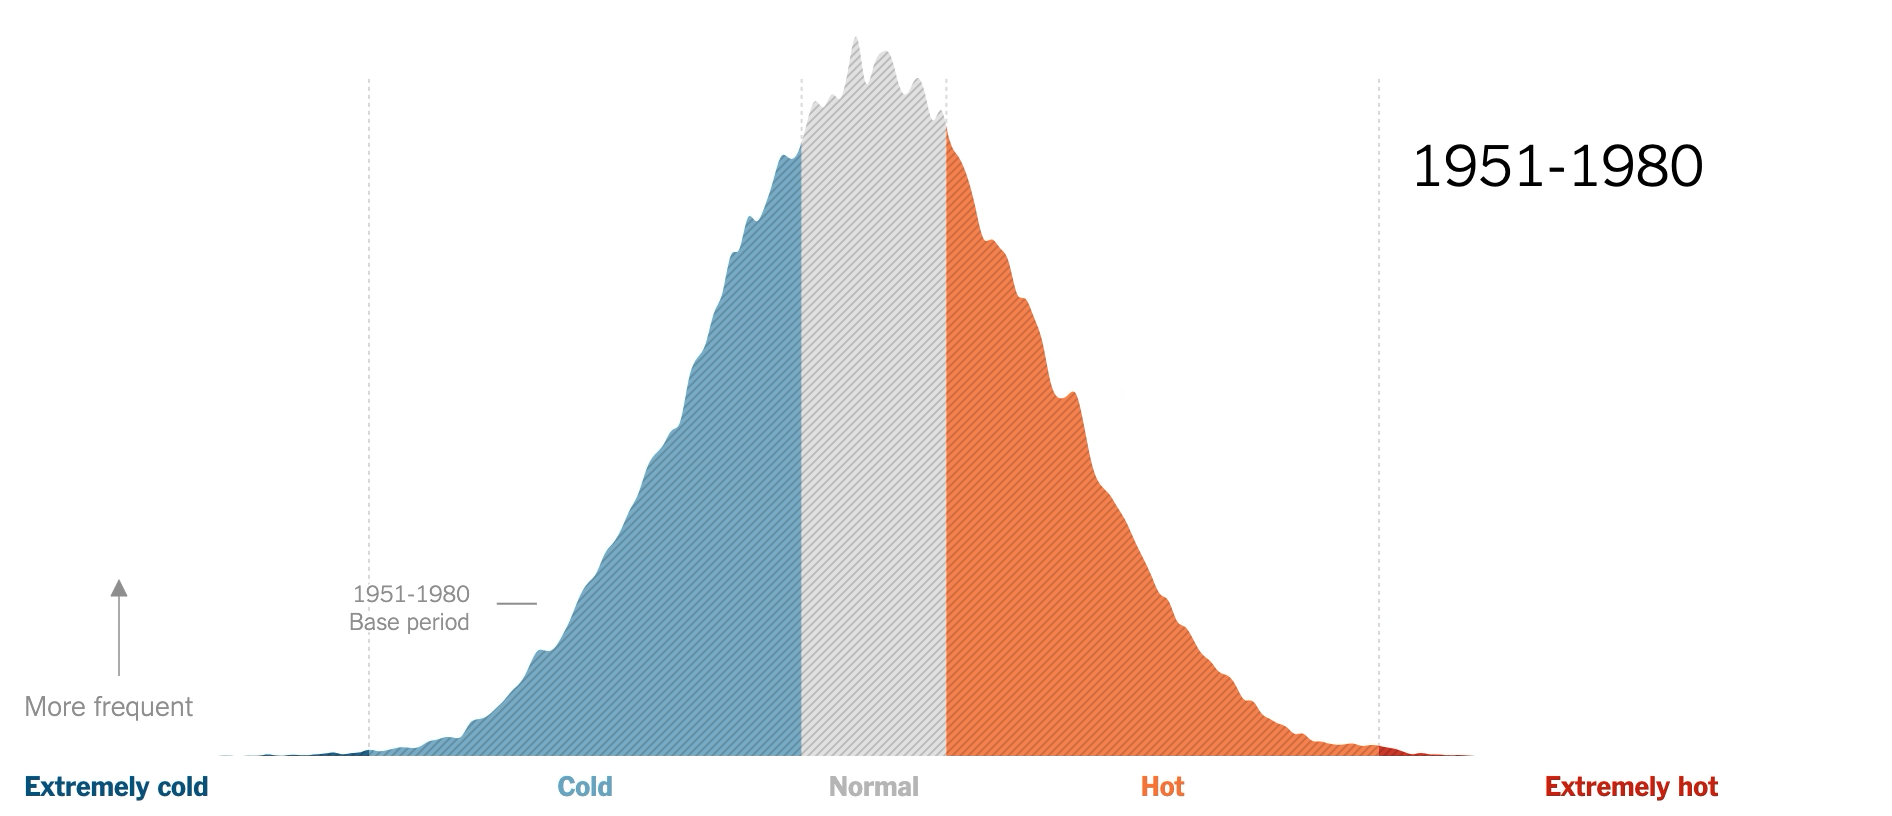 1951-1980
1951-1980
Base period
More frequent
Extremely cold
Cold
Normal
Hot
Extremely hot